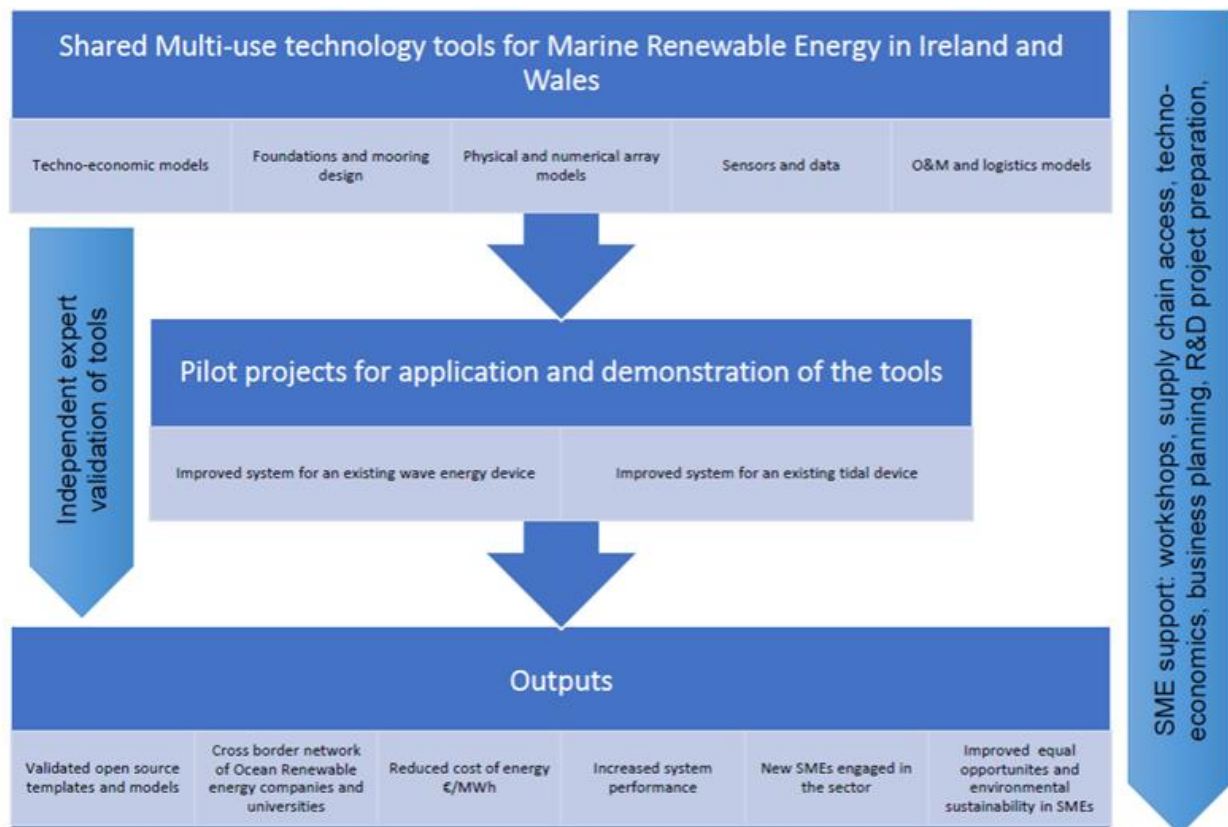 Shared Multi-use technology tools for Marine Renewable Energy in Ireland and
Wales
Techno-economic models
Foundations and mooring
design
Physical and numerical array
models
Sensors and data
O&M and logistics models
Independent expert
validation of tools
Pilot projects for application and demonstration of the tools
Improved system for an existing wave energy device
Improved system for an existing tidal device
Outputs
Validated open source
templates and models
Cross border network
of Ocean Renewable
energy companies and
universities
Reduced cost of energy
€/MWh
Increased system
performance
New SMEs engaged in
the sector
Improved equal
opportunites and
environmental
sustainability in SMEs
SME support: workshops, supply chain access, techno-
economics, business planning, R&D project preparation,